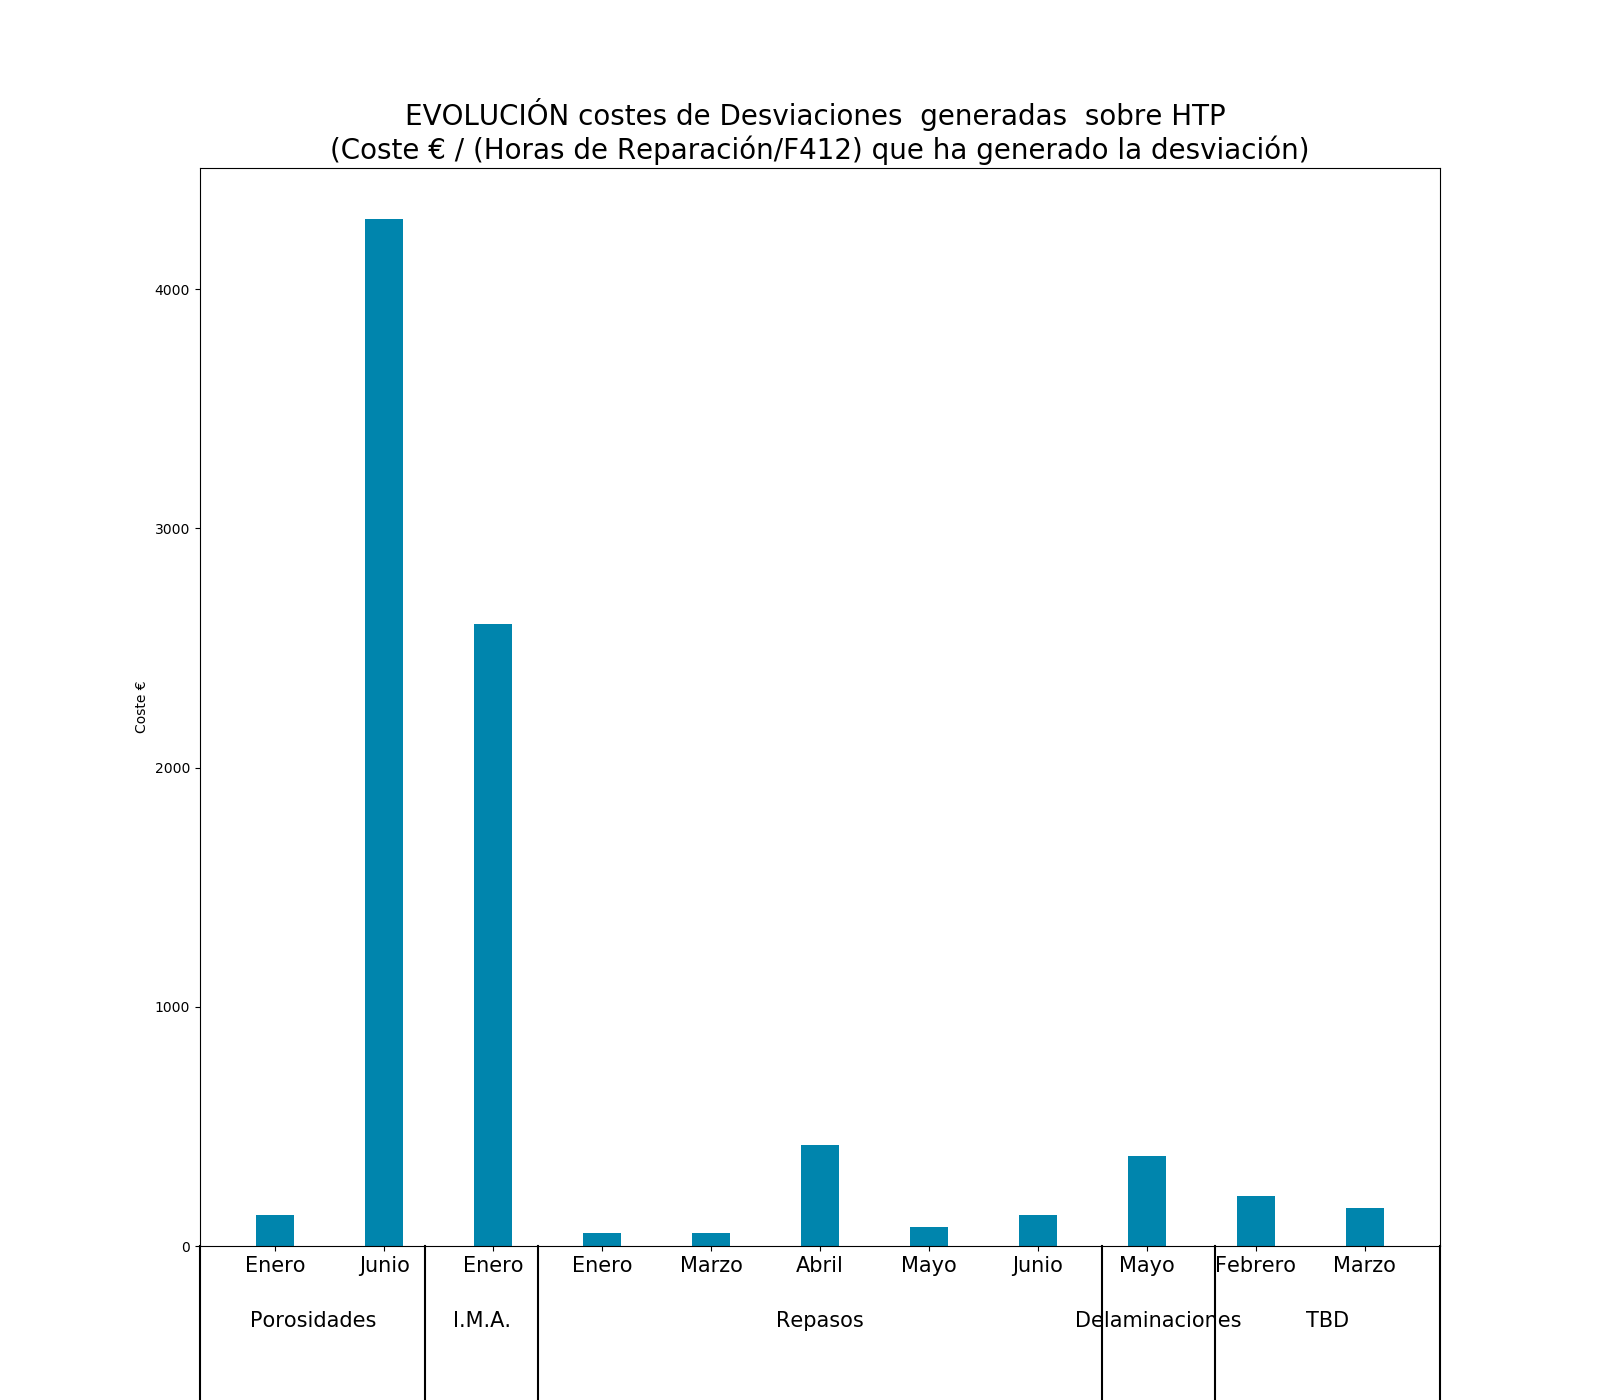 EVOLUCIÓN costes de Desviaciones  generadas  sobre HTP
(Coste € / (Horas de Reparación/F412) que ha generado la desviación)
4000
3000
2000
1000
0
Coste €
Enero Junio Enero Enero Marzo Abril Mayo Junio Mayo Febrero Marzo
Porosidades I.M.A. Repasos Delaminaciones TBD